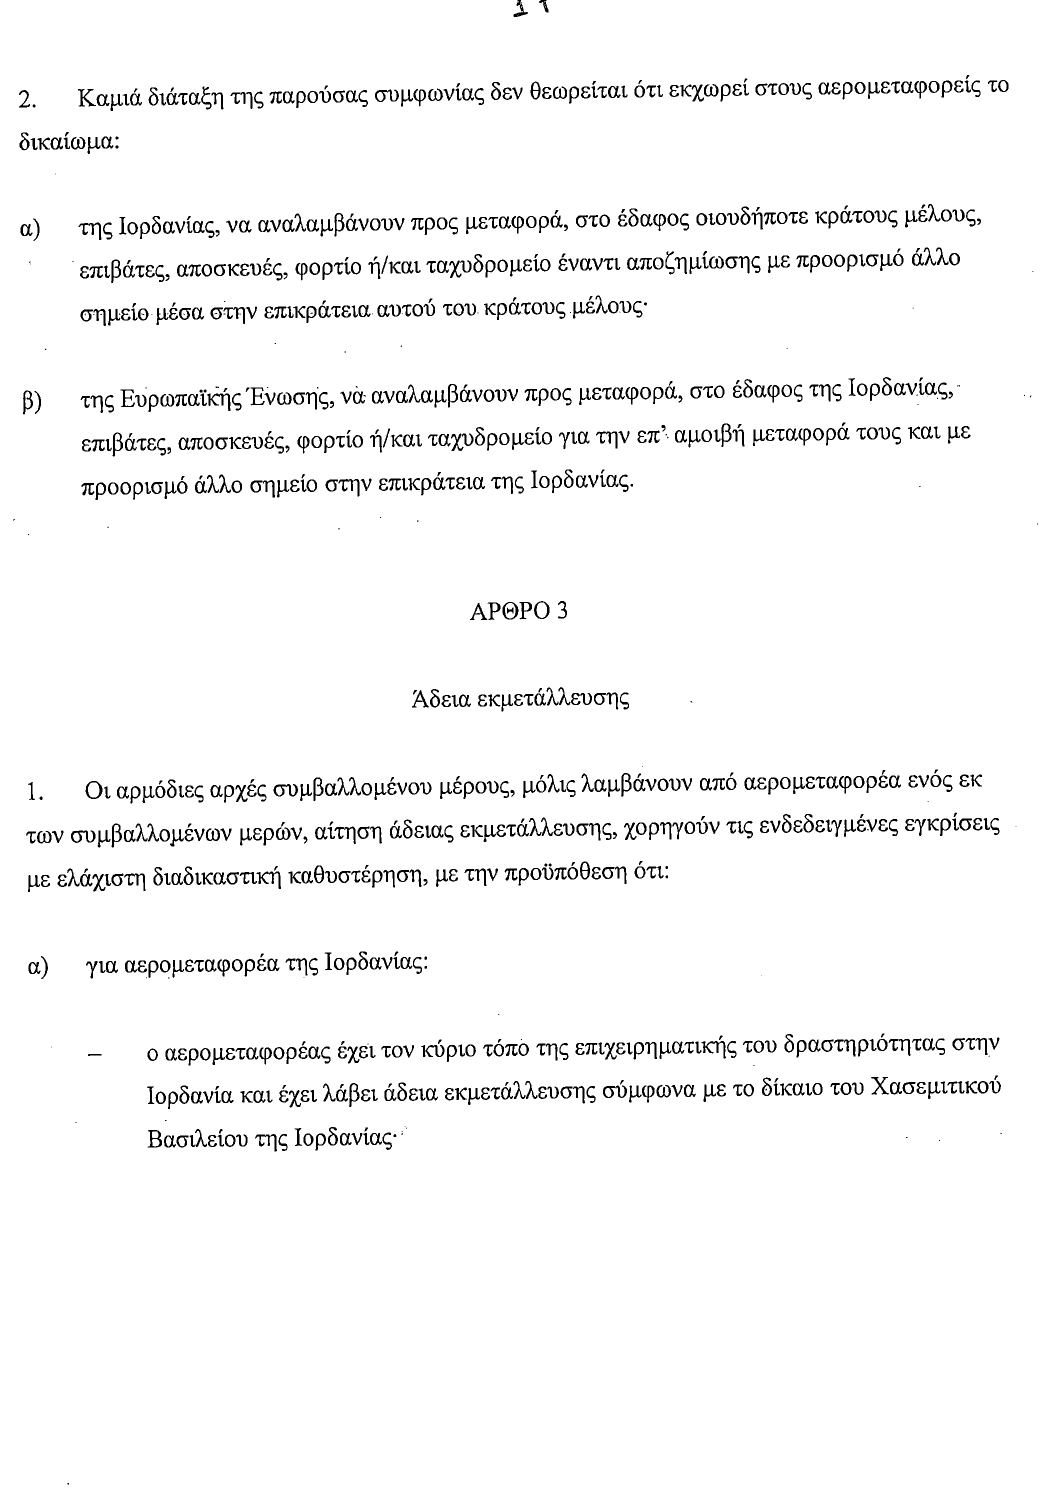 2. Καμιά διάταξη της παρούσας συμφωνίας δεν θεωρείται ότι εκχωρεί στους αερομεταφορείς το
δικαίωμα:
α) της Ιορδανίας, να αναλαμβάνουν προς μεταφορά, στο έδαφος οιουδήποτε κράτους μέλους,
επιβάτες, αποσκευές, φορτίο ή/και ταχυδρομείο έναντι αποζημίωσης με προορισμό άλλο
σημείο μέσα στην επικράτεια αυτού του κράτους μέλους·
β) της Ευρωπαϊκής Ένωσης, να αναλαμβάνουν προς μεταφορά, στο έδαφος της Ιορδανίας,
επιβάτες, αποσκευές, φορτίο ή/και ταχυδρομείο για την επ’ αμοιβή μεταφορά τους και με
προορισμό άλλο σημείο στην επικράτεια της Ιορδανίας.
ΑΡΘΡΟ 3
Άδεια εκμετάλλευσης
1. Οι αρμόδιες αρχές συμβαλλομένου μέρους, μόλις λαμβάνουν από αερομεταφορέα ενός εκ
των συμβαλλομένων μερών, αίτηση άδειας εκμετάλλευσης, χορηγούν τις ενδεδειγμένες εγκρίσεις
με ελάχιστη διαδικαστική καθυστέρηση, με την προϋπόθεση ότι:
α) για αερομεταφορέα της Ιορδανίας:
– ο αερομεταφορέας έχει τον κύριο τόπο της επιχειρηματικής του δραστηριότητας στην
Ιορδανία και έχει λάβει άδεια εκμετάλλευσης σύμφωνα με το δίκαιο του Χασεμιτικού
Βασιλείου της Ιορδανίας·